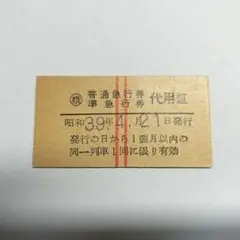 普通急行券
準急行券 代用証
昭和39年4月21日発行
発行の日から1箇月以内の
同一列車1回に限り有効